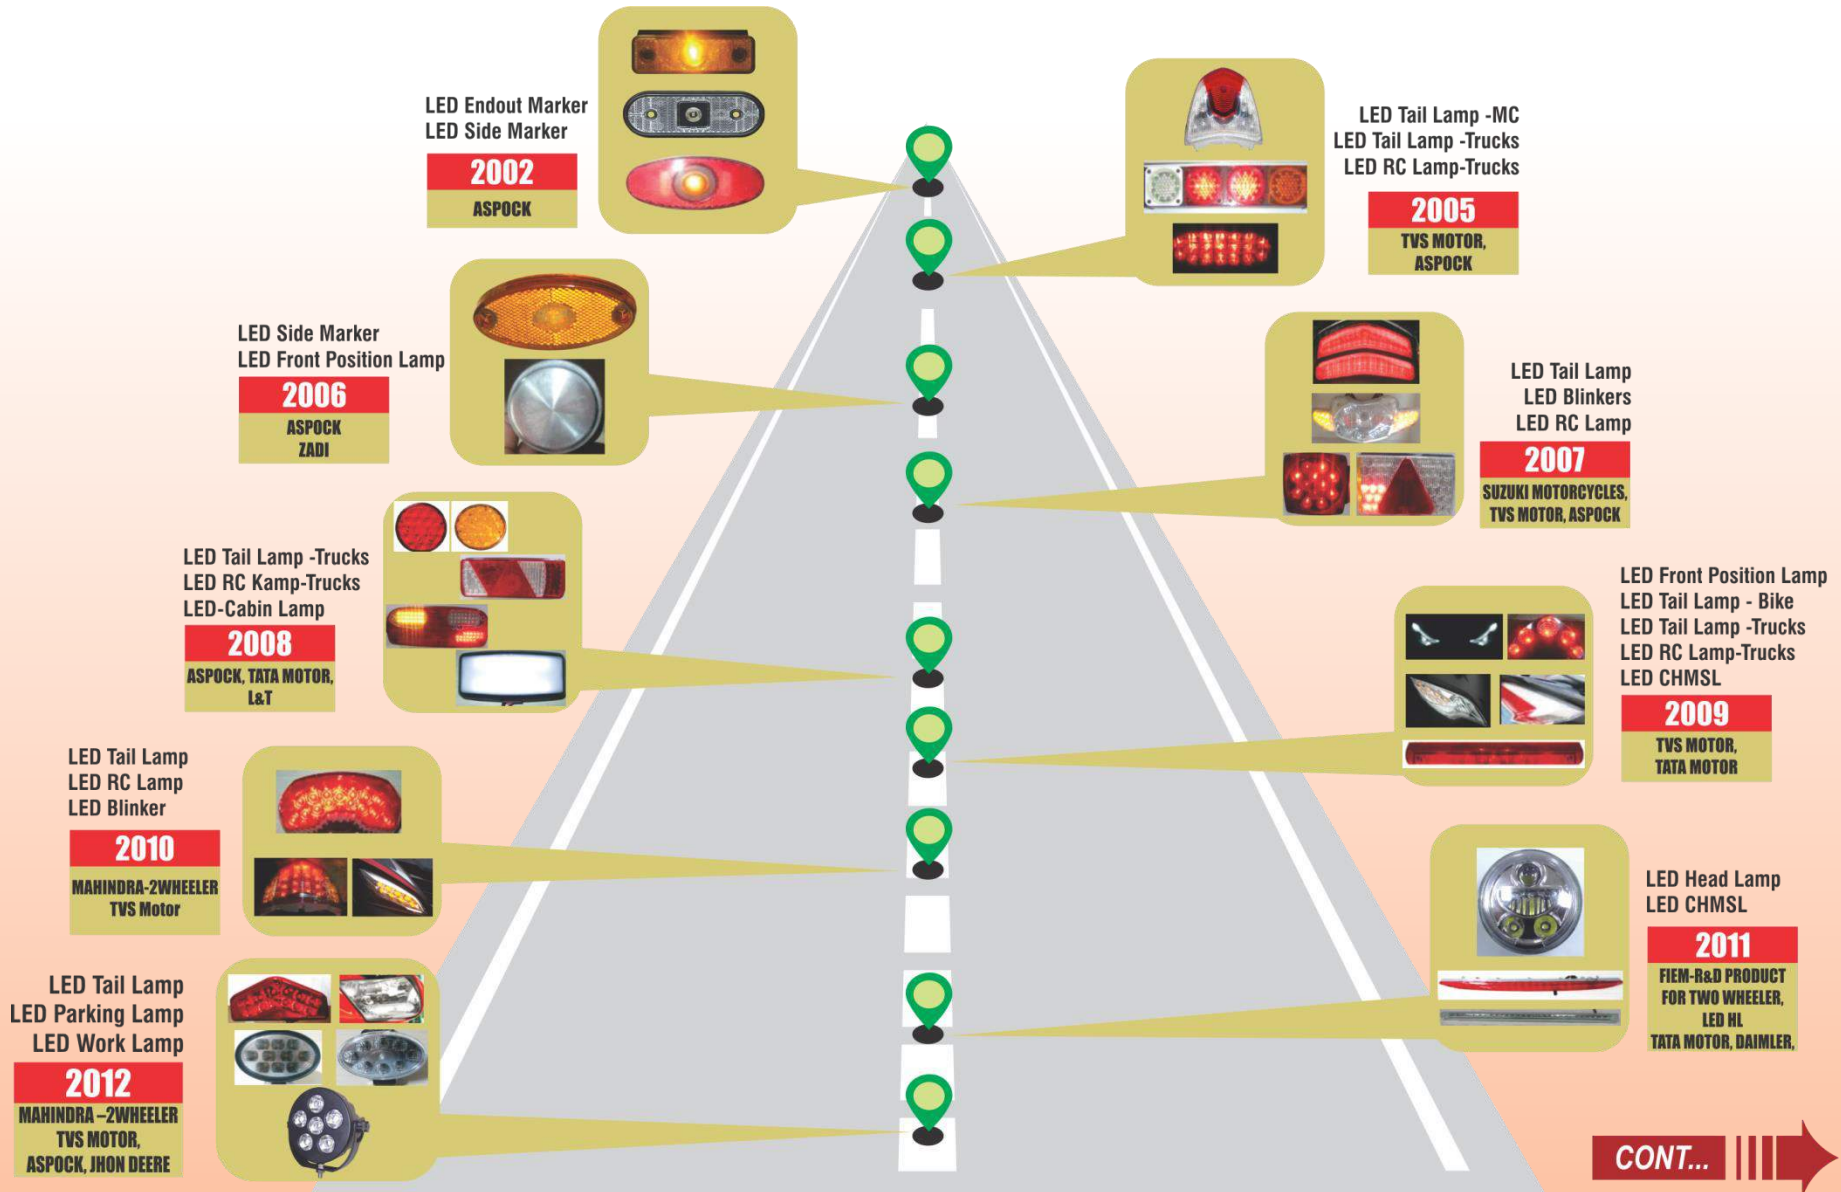 LED Endout Marker
LED Side Marker
2002
ASPOCK
LED Tail Lamp -MC
LED Tail Lamp -Trucks
LED RC Lamp-Trucks
2005
TVS MOTOR,
ASPOCK
LED Side Marker
LED Front Position Lamp
2006
ASPOCK
ZADI
LED Tail Lamp
LED Blinkers
LED RC Lamp
2007
SUZUKI MOTORCYCLES,
TVS MOTOR, ASPOCK
LED Tail Lamp -Trucks
LED RC Kamp-Trucks
LED-Cabin Lamp
2008
ASPOCK, TATA MOTOR,
L&T
LED Front Position Lamp
LED Tail Lamp - Bike
LED Tail Lamp -Trucks
LED RC Lamp-Trucks
LED CHMSL
2009
TVS MOTOR,
TATA MOTOR
LED Tail Lamp
LED RC Lamp
LED Blinker
2010
MAHINDRA-2WHEELER
TVS Motor
LED Head Lamp
LED CHMSL
2011
FIEM-R&D PRODUCT
FOR TWO WHEELER,
LED HL
TATA MOTOR, DAIMLER,
LED Tail Lamp
LED Parking Lamp
LED Work Lamp
2012
MAHINDRA –2WHEELER
TVS MOTOR,
ASPOCK, JHON DEERE
CONT...